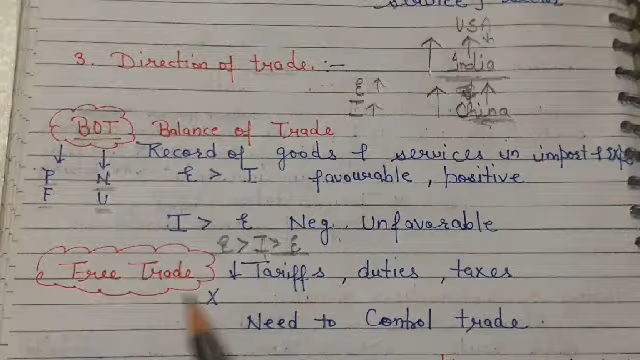 USA
3. Direction of trade :-
India
E ↑
I ↑
China
BOT Balance of Trade
Record of goods & services in import & exp
P N E > I favourable, positive
F U
I > E Neg. Unfavorable
E > I > E
Free Trade ↓ Tariffs, duties, taxes
X
Need to Control trade.